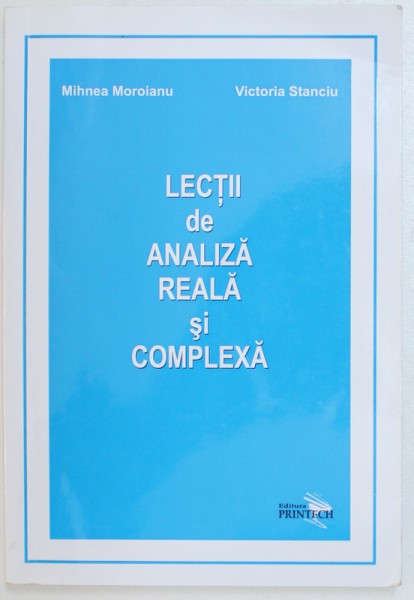 Mihnea Moroianu Victoria Stanciu
LECȚII
de
ANALIZĂ
REALĂ
și
COMPLEXĂ
Editura
PRINTECH